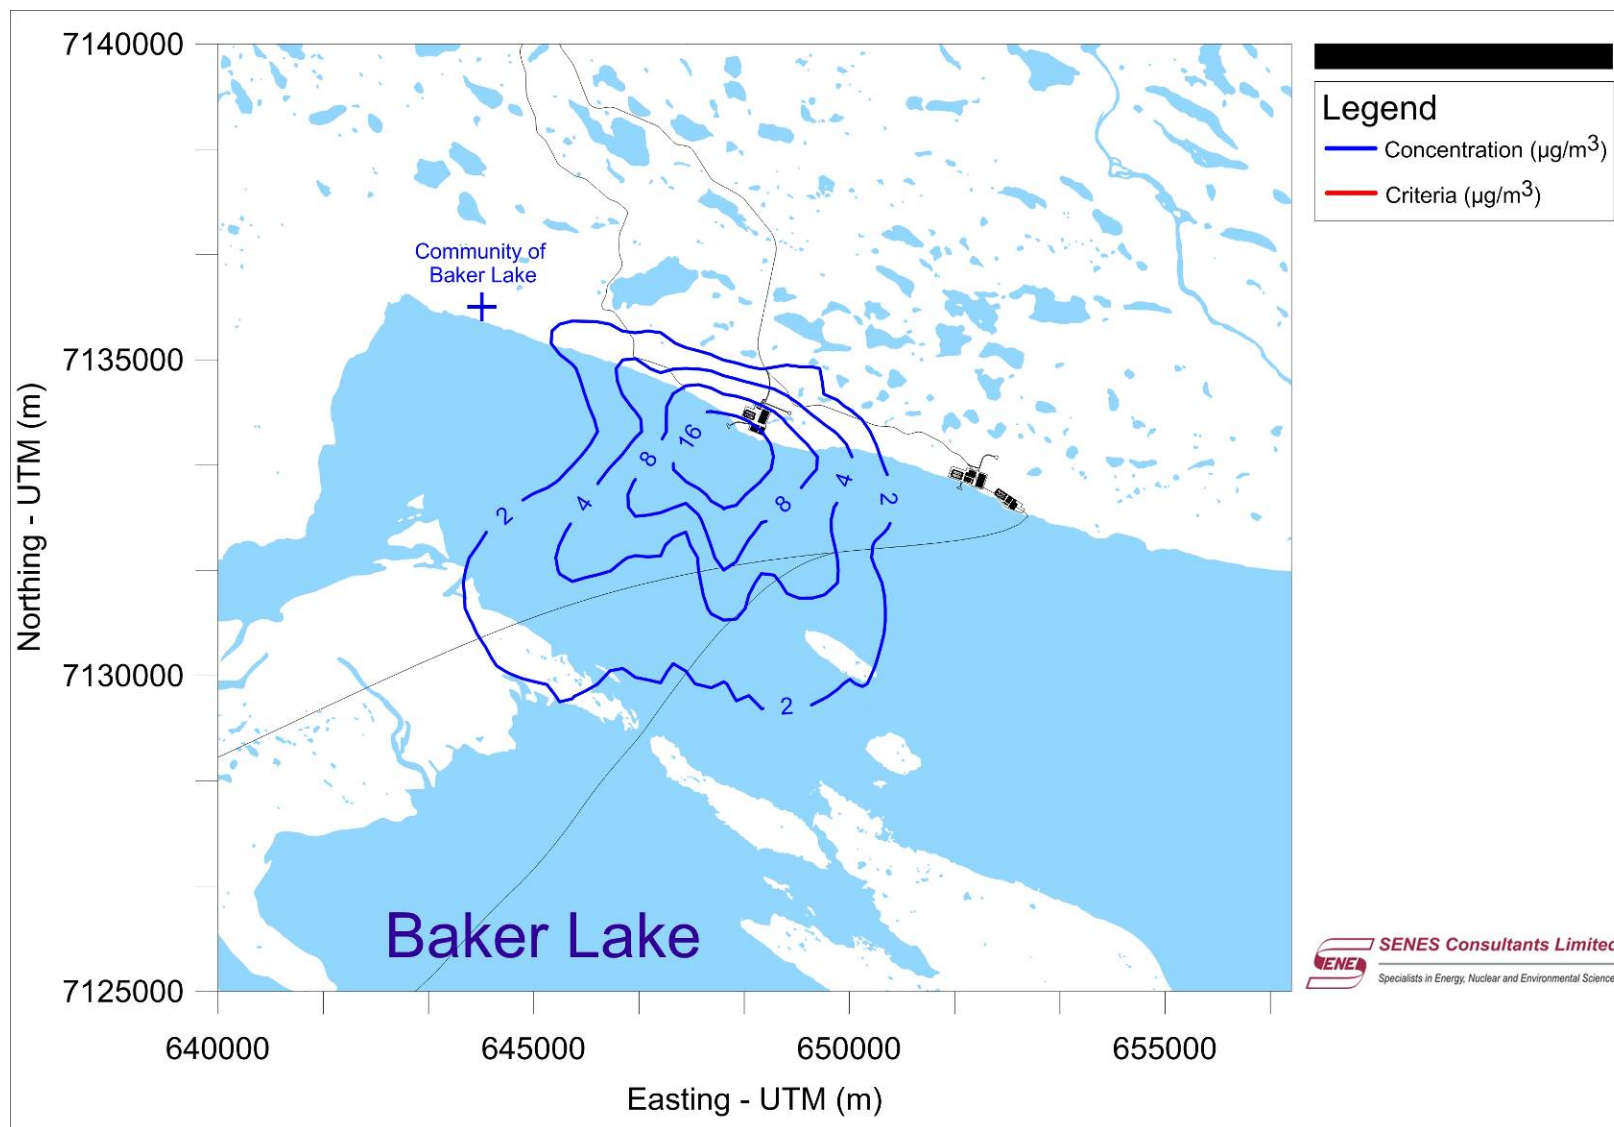 7140000
7135000
7130000
7125000
Northing - UTM (m)
640000
645000
650000
655000
Easting - UTM (m)
Community of
Baker Lake
16
8
8
4
4
2
2
2
Baker Lake
Legend
Concentration (µg/m³)
Criteria (µg/m³)
SENES
SENES Consultants Limited
Specialists in Energy, Nuclear and Environmental Science